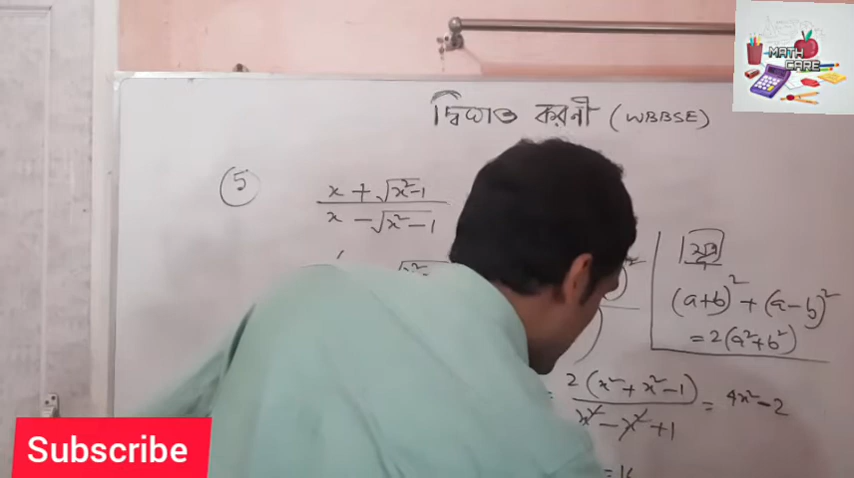 MATH CARE
দ্বিঘাত করণী (WBBSE)
5
x + √x²-1
x - √x²-1
সূত্র
(a+b)² + (a-b)²
= 2(a²+b²)
2(x² + x² - 1)
x² - x² + 1
= 4x² - 2
Subscribe